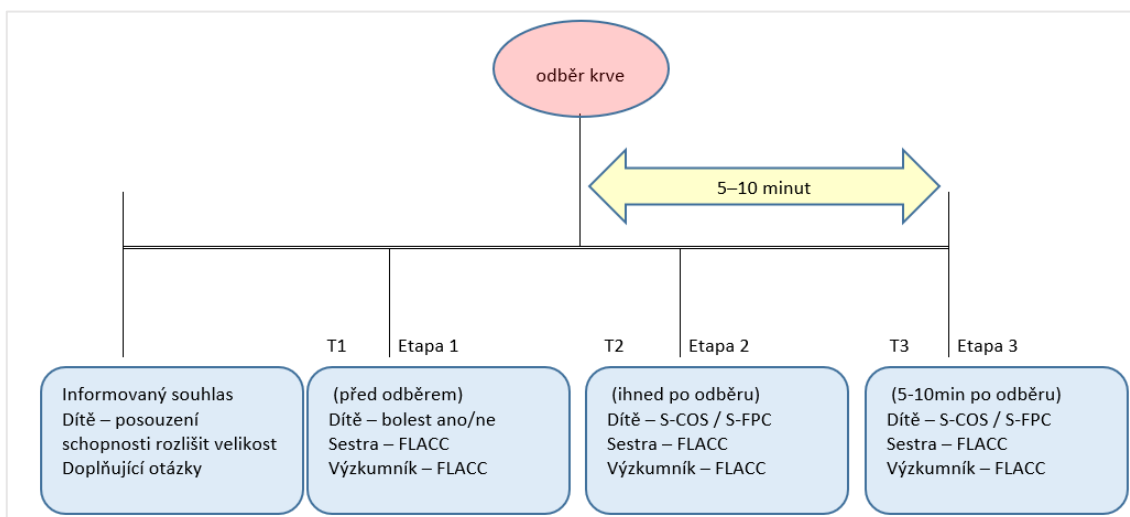 odběr krve
5–10 minut
T1 Etapa 1
T2 Etapa 2
T3 Etapa 3
Informovaný souhlas
Dítě – posouzení
schopnosti rozlišit velikost
Doplňující otázky
(před odběrem)
Dítě – bolest ano/ne
Sestra – FLACC
Výzkumník – FLACC
(ihned po odběru)
Dítě – S-COS / S-FPC
Sestra – FLACC
Výzkumník – FLACC
(5-10min po odběru)
Dítě – S-COS / S-FPC
Sestra – FLACC
Výzkumník – FLACC